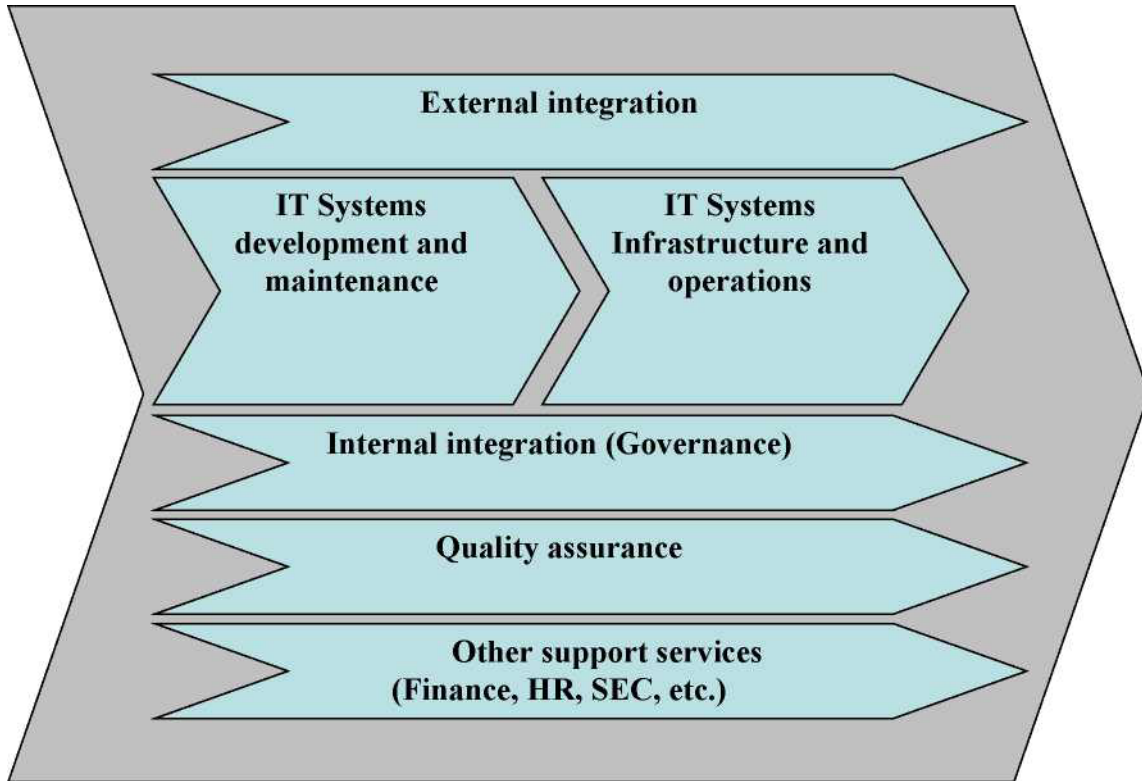 External integration
IT Systems
development and
maintenance
IT Systems
Infrastructure and
operations
Internal integration (Governance)
Quality assurance
Other support services
(Finance, HR, SEC, etc.)